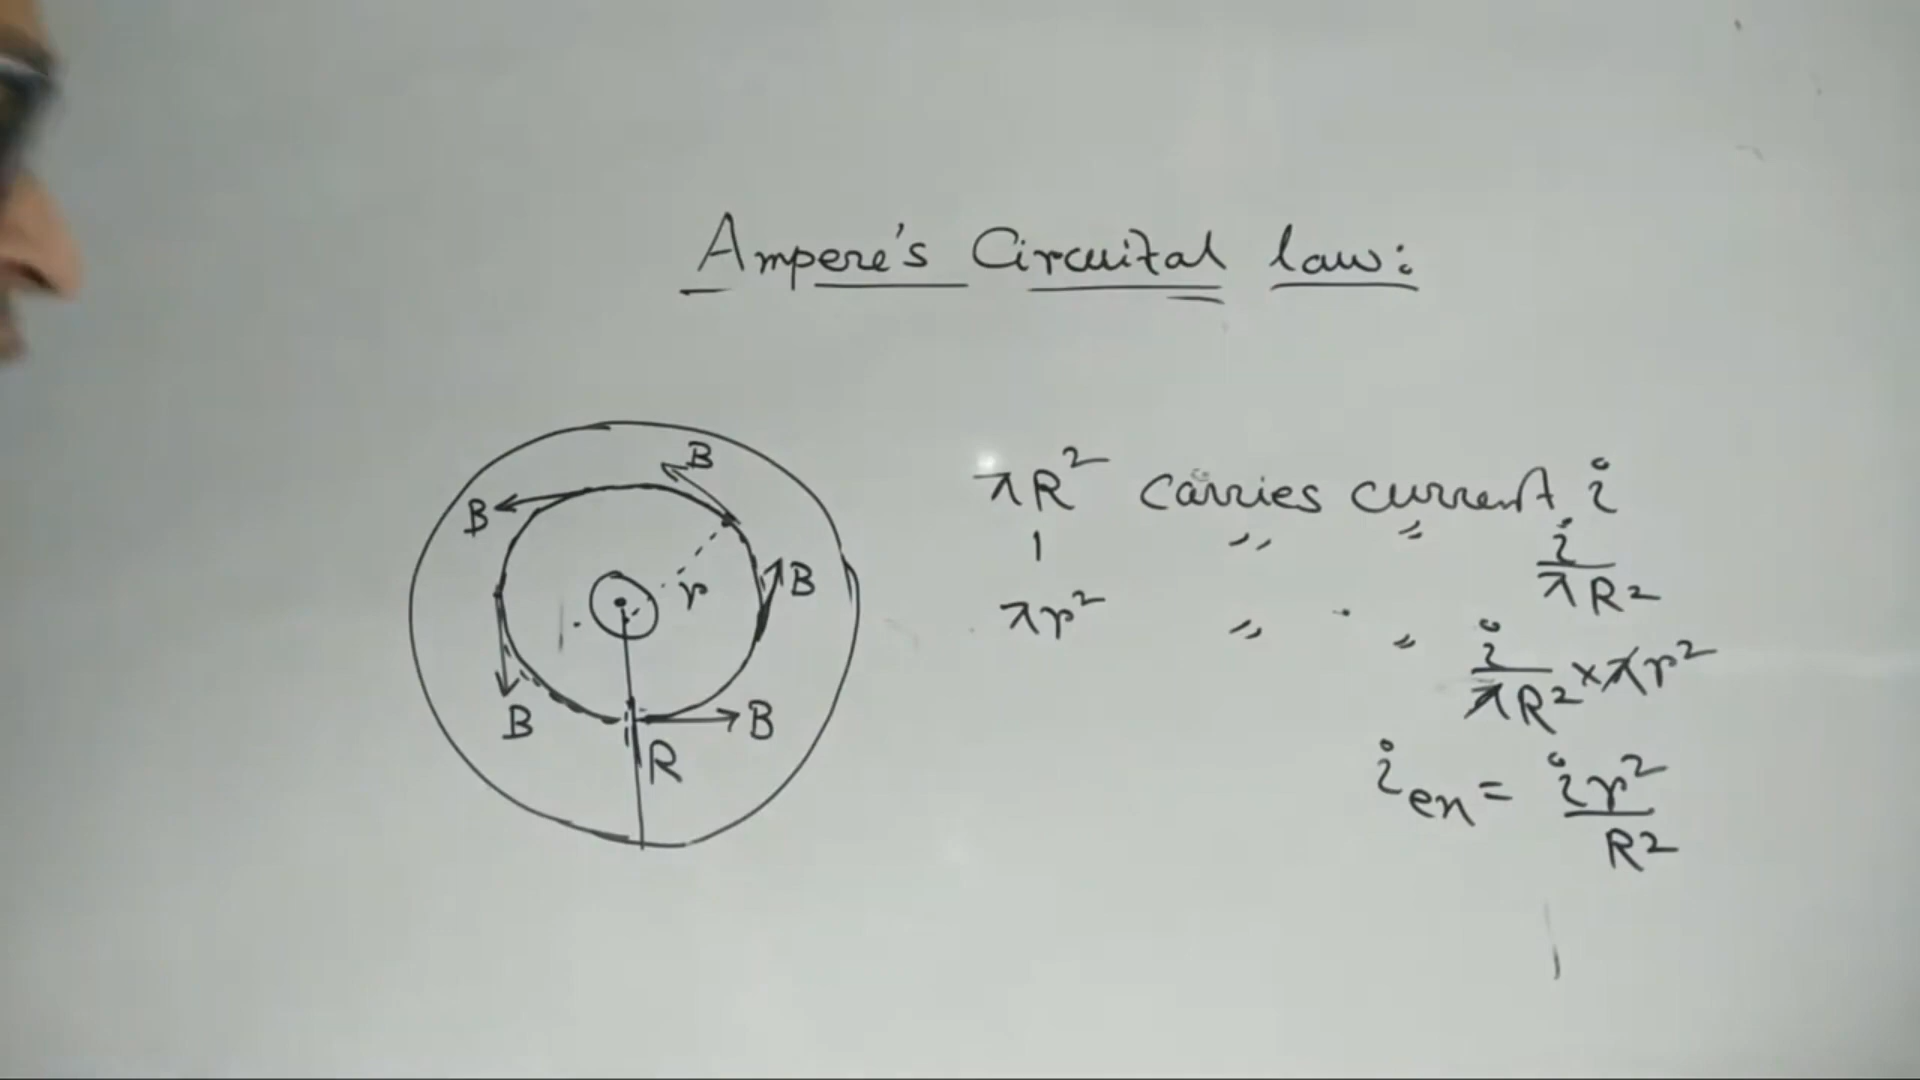 Ampere's Circuital law:
B
B
r
B
B
B
R
πR² carries current i
1 〃 〃 i/πR²
πr² 〃 〃 i/πR² × πr²
i_en = ir²/R²